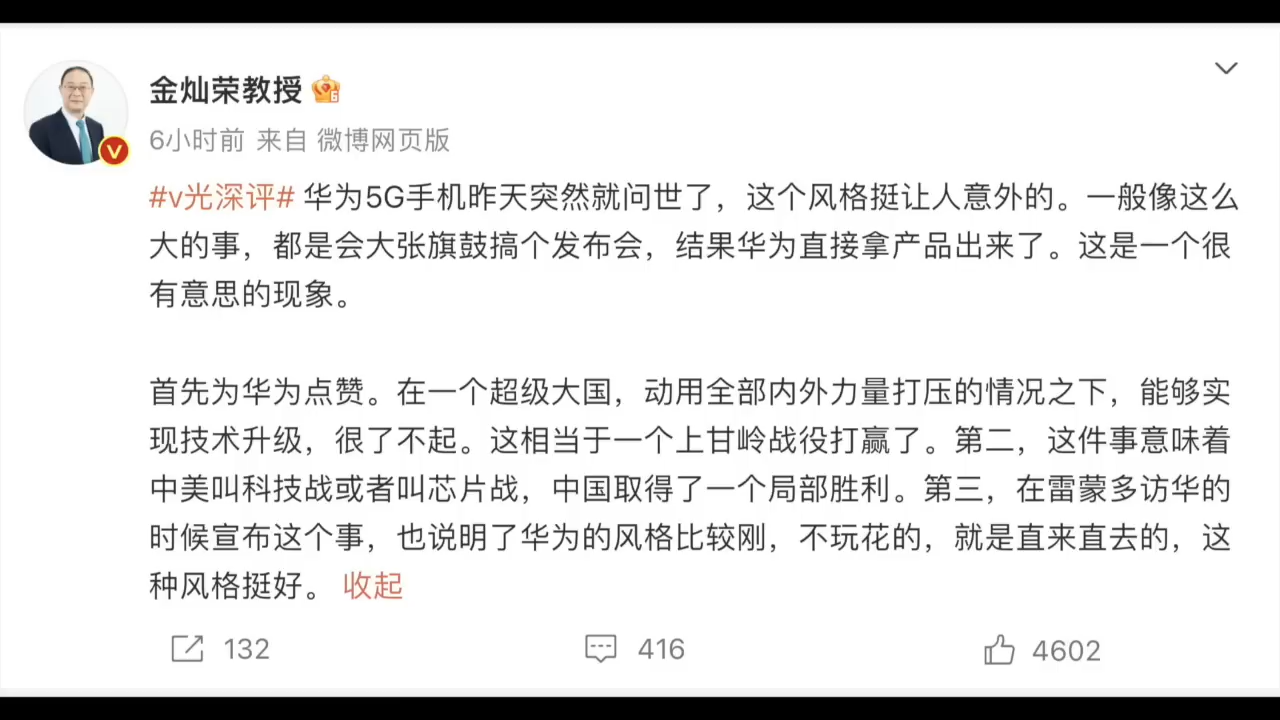 金灿荣教授
6小时前 来自 微博网页版
#v光深评# 华为5G手机昨天突然就问世了，这个风格挺让人意外的。一般像这么
大的事，都是会大张旗鼓搞个发布会，结果华为直接拿产品出来了。这是一个很
有意思的现象。
首先为华为点赞。在一个超级大国，动用全部内外力量打压的情况之下，能够实
现技术升级，很了不起。这相当于一个上甘岭战役打赢了。第二，这件事意味着
中美叫科技战或者叫芯片战，中国取得了一个局部胜利。第三，在雷蒙多访华的
时候宣布这个事，也说明了华为的风格比较刚，不玩花的，就是直来直去的，这
种风格挺好。 收起
132 416 4602